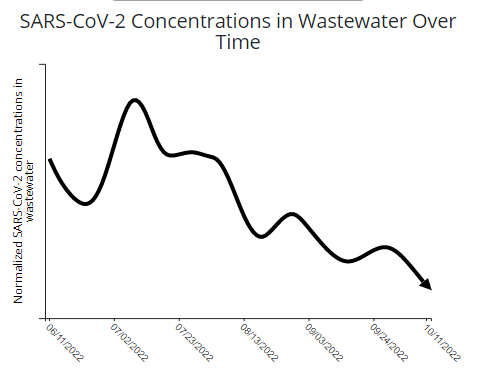 SARS-CoV-2 Concentrations in Wastewater Over
Time
Normalized SARS-CoV-2 concentrations in
wastewater
06/11/2022
07/02/2022
07/23/2022
08/13/2022
09/03/2022
09/24/2022
10/11/2022